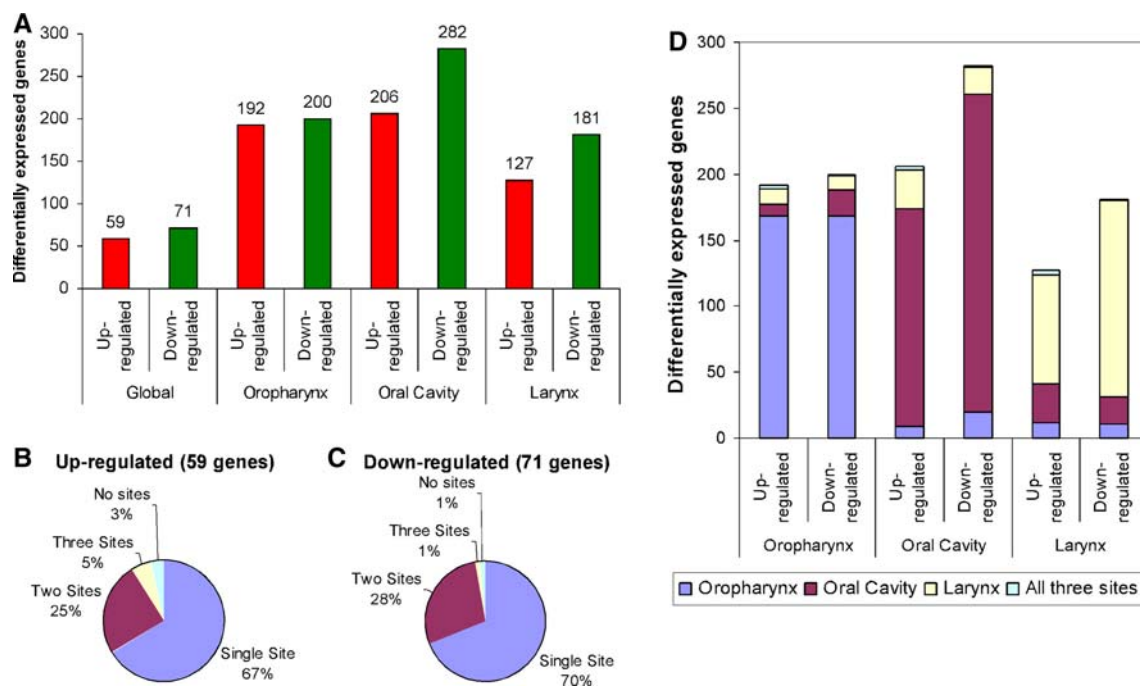 A
Differentially expressed genes
300
250
200
150
100
50
0
59
71
192
200
206
282
127
181
Up-
regulated
Down-
regulated
Up-
regulated
Down-
regulated
Up-
regulated
Down-
regulated
Up-
regulated
Down-
regulated
Global
Oropharynx
Oral Cavity
Larynx
B
Up-regulated (59 genes)
No sites
3%
Three Sites
5%
Two Sites
25%
Single Site
67%
C
Down-regulated (71 genes)
No sites
1%
Three Sites
1%
Two Sites
28%
Single Site
70%
D
Differentially expressed genes
300
250
200
150
100
50
0
Up-
regulated
Down-
regulated
Up-
regulated
Down-
regulated
Up-
regulated
Down-
regulated
Oropharynx
Oral Cavity
Larynx
Oropharynx
Oral Cavity
Larynx
All three sites